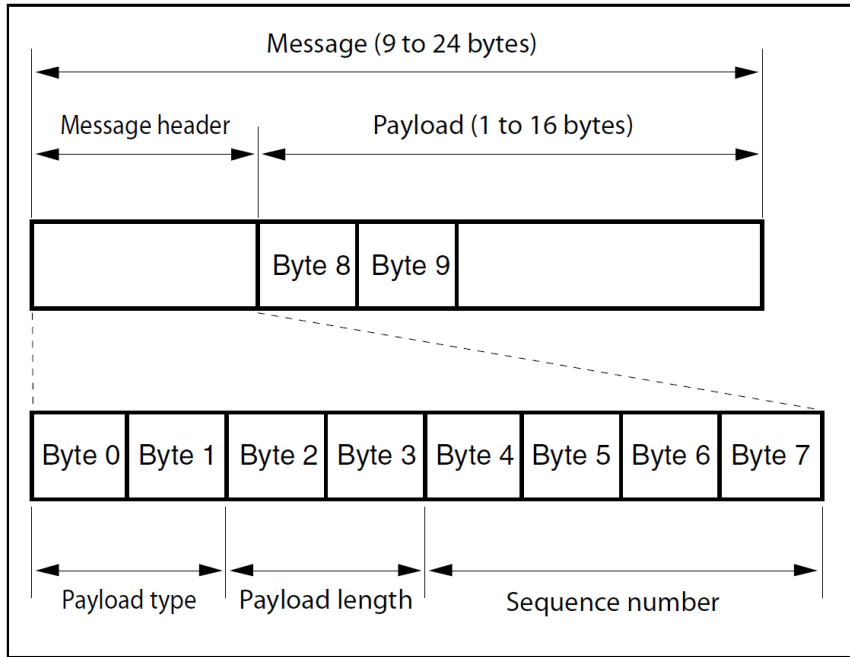 Message (9 to 24 bytes)
Message header Payload (1 to 16 bytes)
Byte 8 Byte 9
Byte 0 Byte 1 Byte 2 Byte 3 Byte 4 Byte 5 Byte 6 Byte 7
Payload type Payload length Sequence number